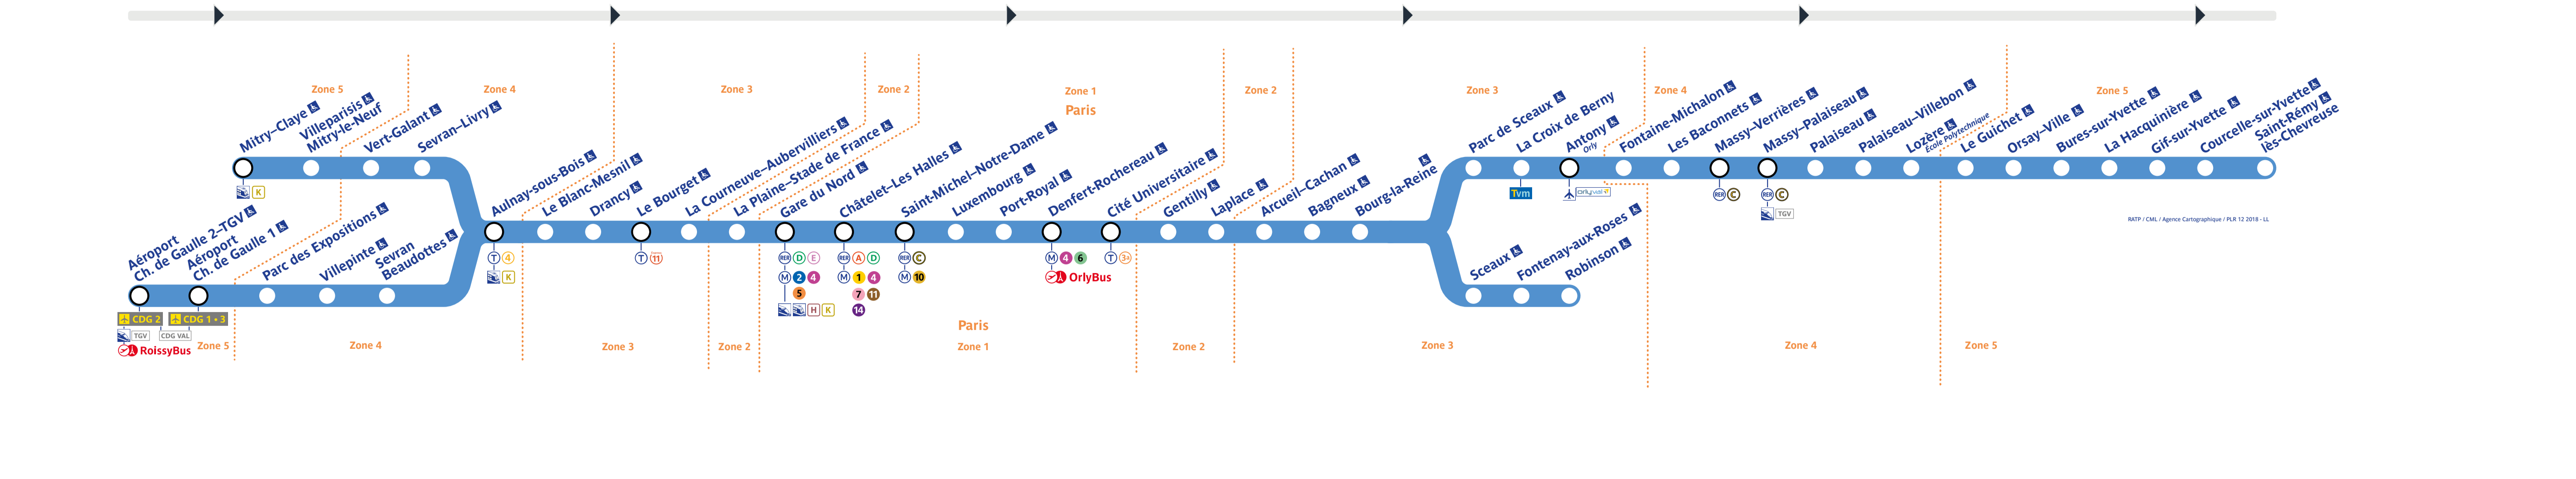 Zone 5
Zone 4
Zone 3
Zone 2
Zone 1
Paris
Zone 2
Zone 3
Zone 4
Zone 5
Mitry–Claye
Villeparisis
Mitry-le-Neuf
Vert-Galant
Sevran–Livry
K
Aéroport
Ch. de Gaulle 2–TGV
Aéroport
Ch. de Gaulle 1
Parc des Expositions
Villepinte
Sevran
Beaudottes
CDG 2
TGV
RoissyBus
CDG 1 • 3
CDG VAL
Aulnay-sous-Bois
T 4
K
Le Blanc-Mesnil
Drancy
Le Bourget
T 11
La Courneuve–Aubervilliers
La Plaine–Stade de France
Gare du Nord
RER D E
M 2 4
5
H K
Châtelet–Les Halles
RER A D
M 1 4
7 11
14
Saint-Michel–Notre-Dame
RER C
M 10
Luxembourg
Port-Royal
Denfert-Rochereau
M 4 6
OrlyBus
Cité Universitaire
T 3a
Gentilly
Laplace
Arcueil–Cachan
Bagneux
Bourg-la-Reine
Parc de Sceaux
La Croix de Berny
Tvm
Antony
Orly
orlyval
Fontaine-Michalon
Les Baconnets
Massy–Verrières
RER C
Massy–Palaiseau
RER C
TGV
Palaiseau
Palaiseau–Villebon
Lozère
École Polytechnique
Le Guichet
Orsay–Ville
Bures-sur-Yvette
La Hacquinière
Gif-sur-Yvette
Courcelle-sur-Yvette
Saint-Rémy
lès-Chevreuse
Sceaux
Fontenay-aux-Roses
Robinson
RATP / CML / Agence Cartographique / PLR 12 2018 - LL
Zone 5
Zone 4
Zone 3
Zone 2
Paris
Zone 1
Zone 2
Zone 3
Zone 4
Zone 5